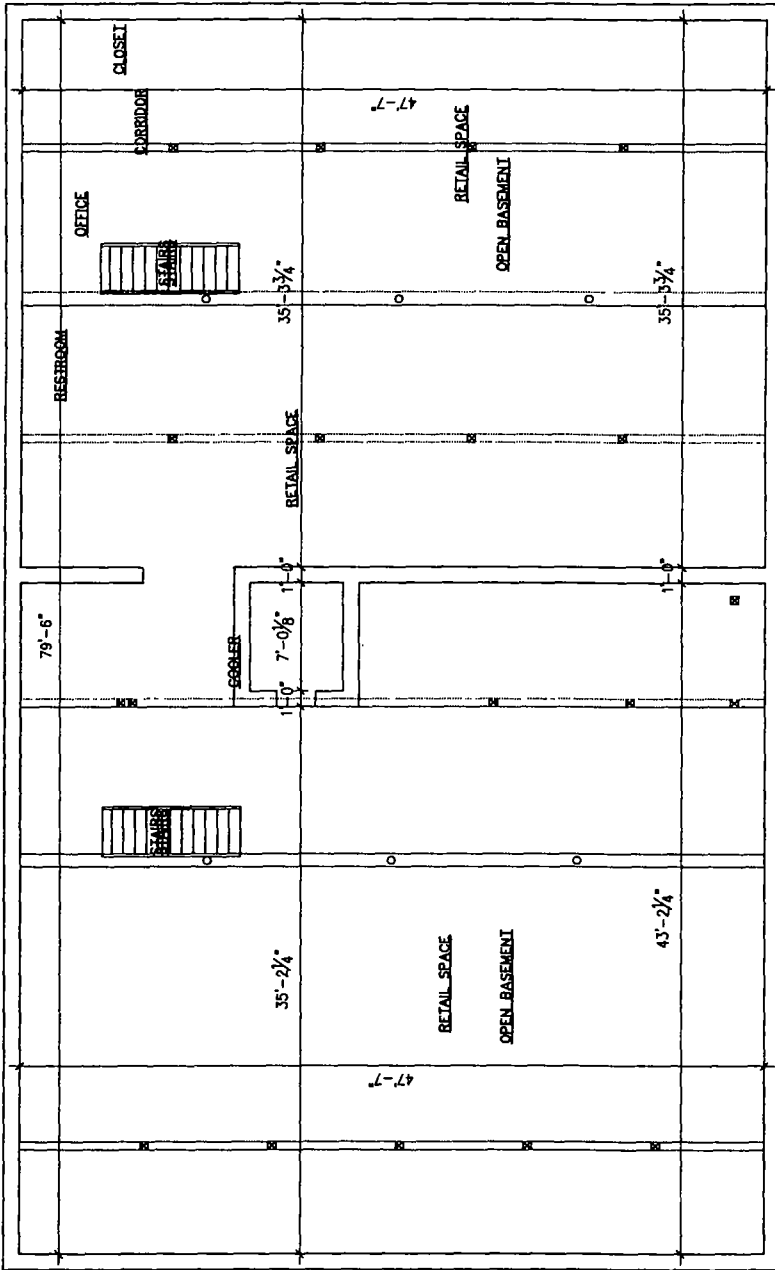 CLOSET
CORRIDOR
47'-7"
RETAIL SPACE
OPEN BASEMENT
OFFICE
STAIRS
35'-3¾"
35'-3¾"
RESTROOM
RETAIL SPACE
1'-0"
1'-0"
79'-6"
COOLER
7'-0⅛"
1'-0"
STAIRS
35'-2¼"
43'-2¼"
RETAIL SPACE
OPEN BASEMENT
47'-7"